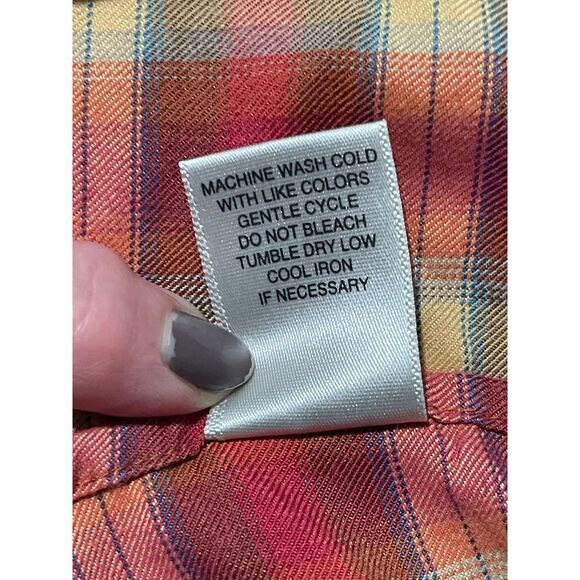 MACHINE WASH COLD
WITH LIKE COLORS
GENTLE CYCLE
DO NOT BLEACH
TUMBLE DRY LOW
COOL IRON
IF NECESSARY